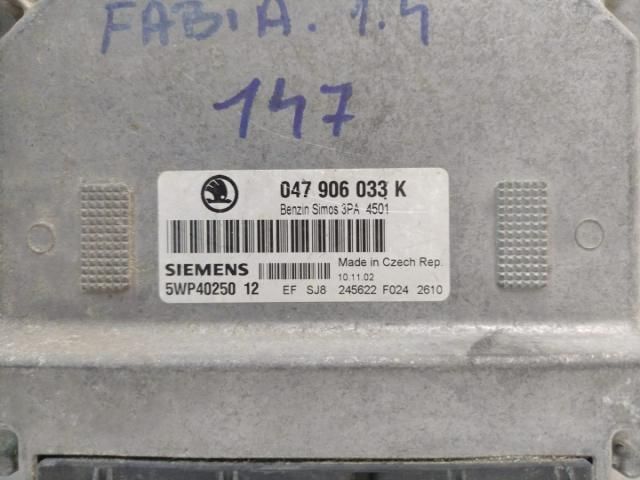 FABIA. 1.4
147
047 906 033 K
Benzin Simos 3PA 4501
SIEMENS
Made in Czech Rep.
10.11.02
5WP40250 12 EF SJ8 245622 F024 2610